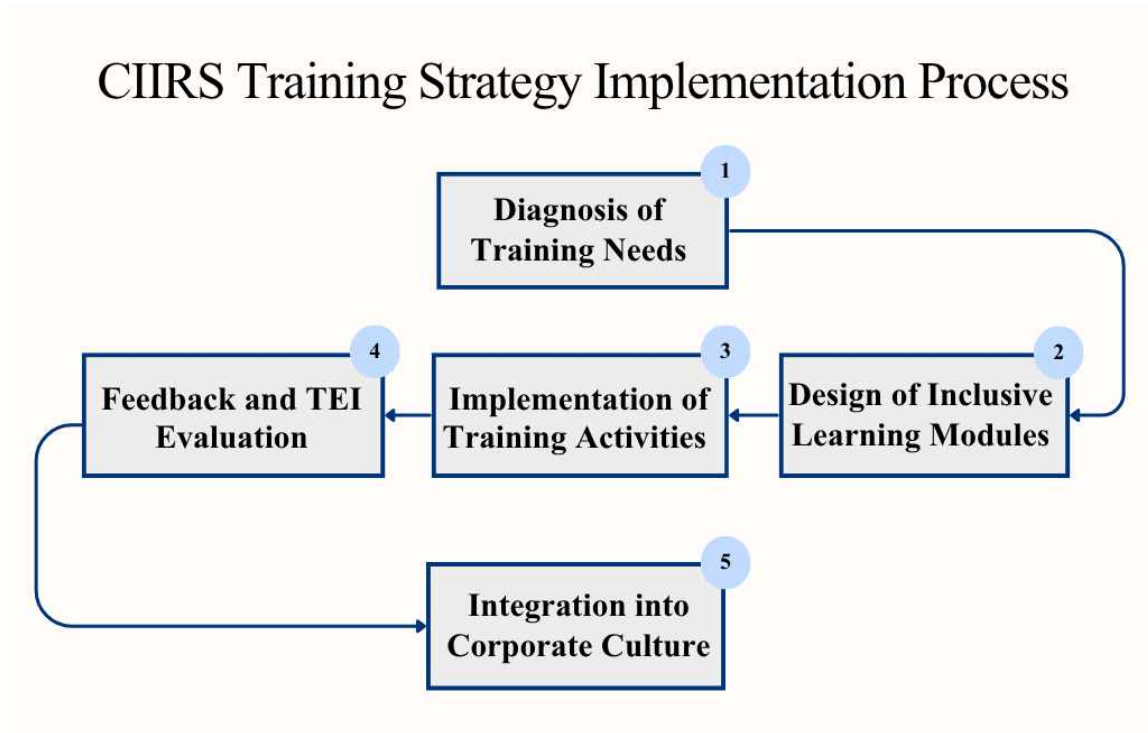 CIIRS Training Strategy Implementation Process
1
Diagnosis of
Training Needs
2
Design of Inclusive
Learning Modules
3
Implementation of
Training Activities
4
Feedback and TEI
Evaluation
5
Integration into
Corporate Culture